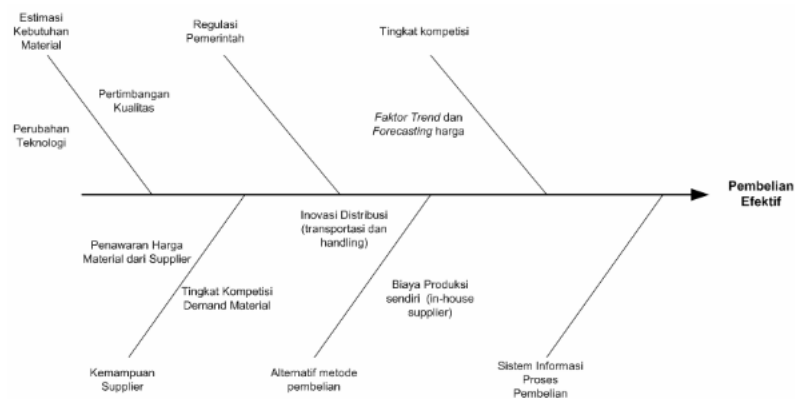 Estimasi
Kebutuhan
Material
Regulasi
Pemerintah
Tingkat kompetisi
Pertimbangan
Kualitas
Perubahan
Teknologi
Faktor Trend dan
Forecasting harga
Pembelian
Efektif
Penawaran Harga
Material dari Supplier
Inovasi Distribusi
(transportasi dan
handling)
Tingkat Kompetisi
Demand Material
Biaya Produksi
sendiri (in-house
supplier)
Kemampuan
Supplier
Alternatif metode
pembelian
Sistem Informasi
Proses
Pembelian